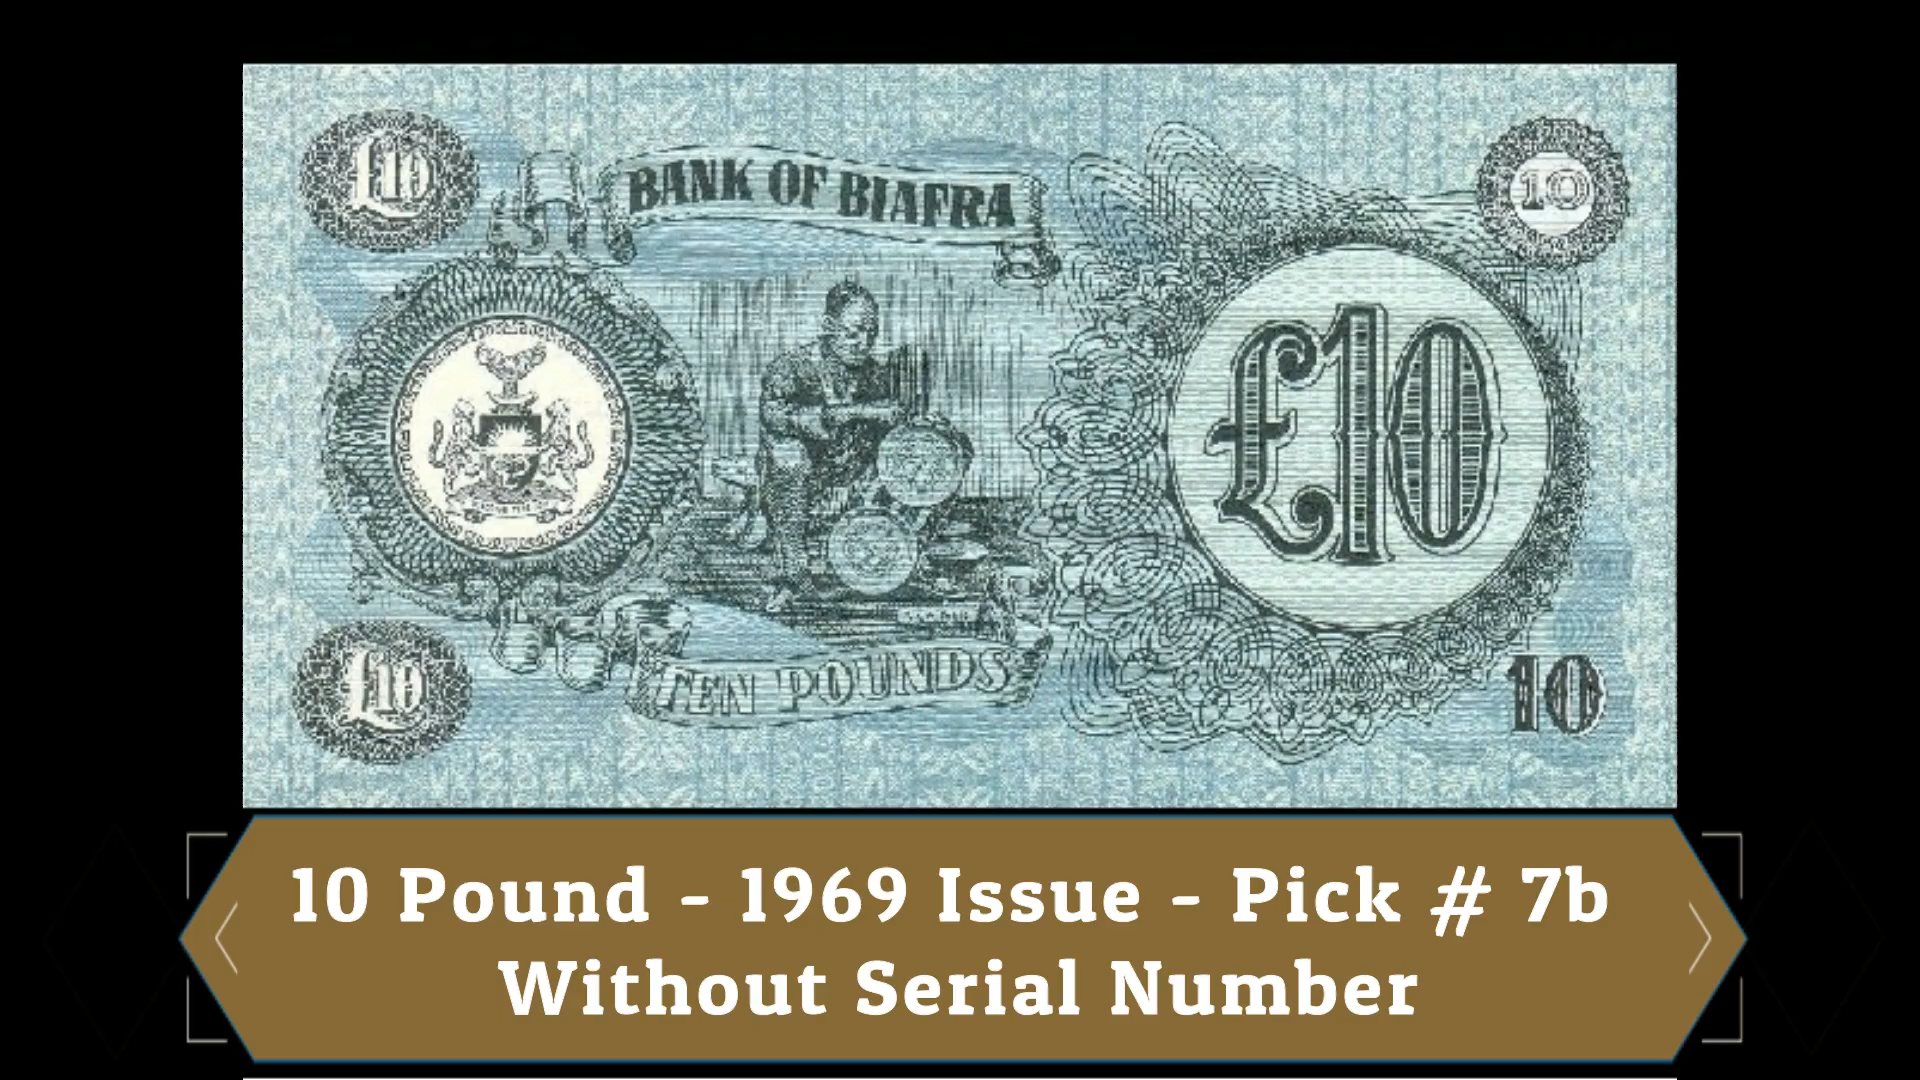 £10
BANK OF BIAFRA
10
£10
£10
TEN POUNDS
10
10 Pound - 1969 Issue - Pick # 7b
Without Serial Number